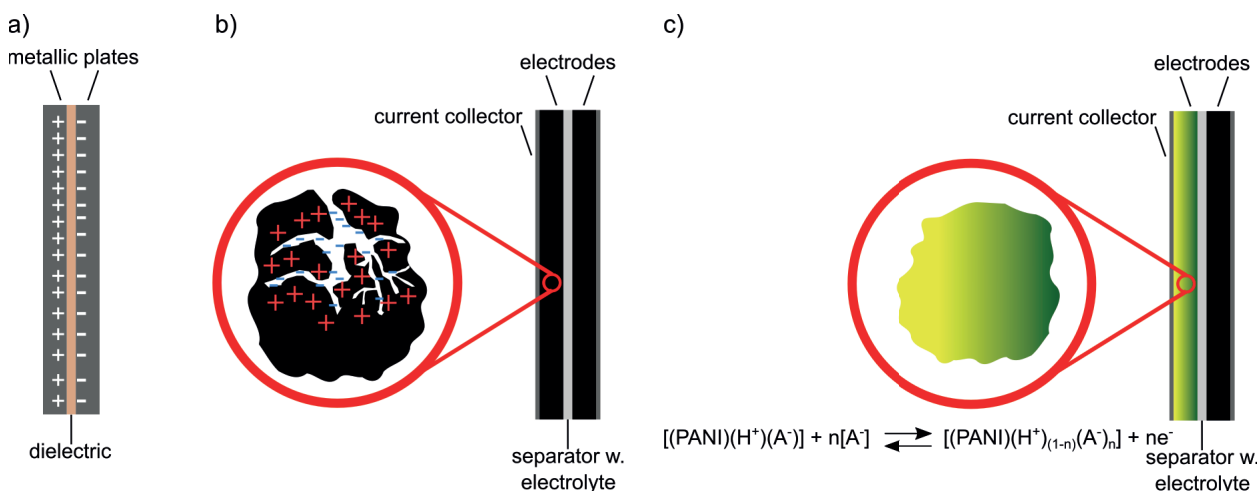 a)
metallic plates
dielectric
b)
electrodes
current collector
separator w.
electrolyte
c)
electrodes
current collector
[(PANI)(H⁺)(A⁻)] + n[A⁻] ⇌ [(PANI)(H⁺)₍₁₋ₙ₎(A⁻)ₙ] + ne⁻
separator w.
electrolyte